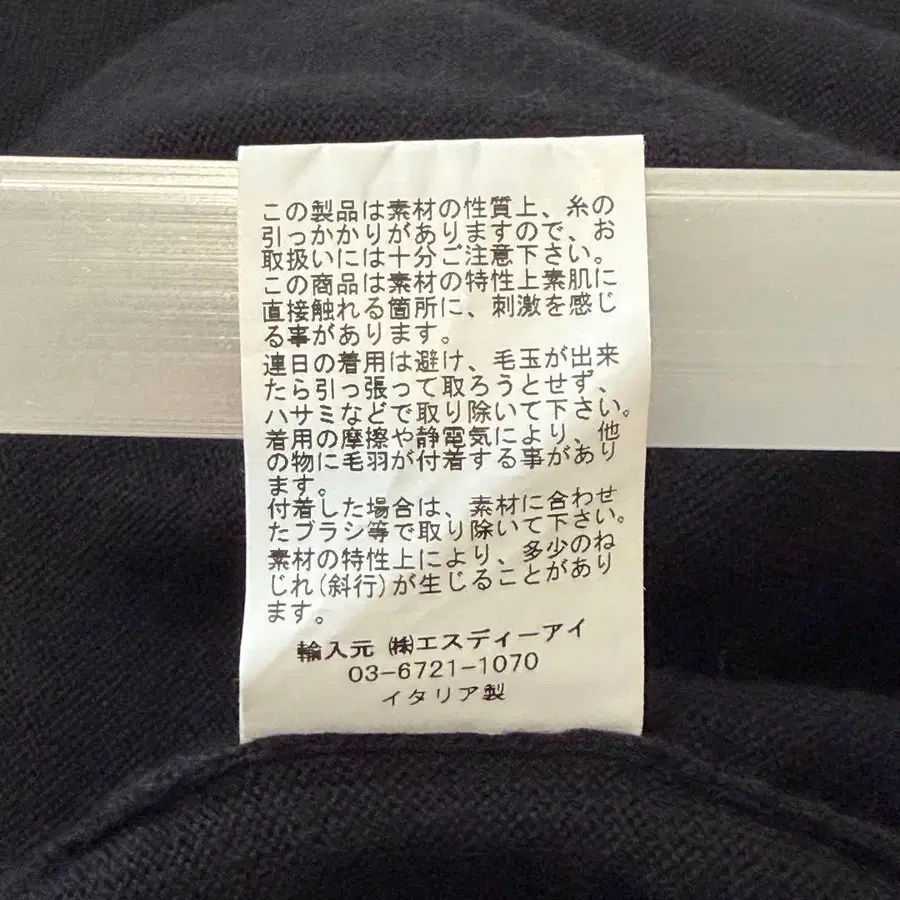 この製品は素材の性質上、糸の
引っかかりがありますので、お
取扱いには十分ご注意下さい。
この商品は素材の特性上素肌に
直接触れる箇所に、刺激を感じ
る事があります。
連日の着用は避け、毛玉が出来
たら引っ張って取ろうとせず、
ハサミなどで取り除いて下さい。
着用の摩擦や静電気により、他
の物に毛羽が付着する事があり
ます。
付着した場合は、素材に合わせ
たブラシ等で取り除いて下さい。
素材の特性上により、多少のね
じれ(斜行)が生じることがあり
ます。
輸入元 ㈱エスディーアイ
03-6721-1070
イタリア製